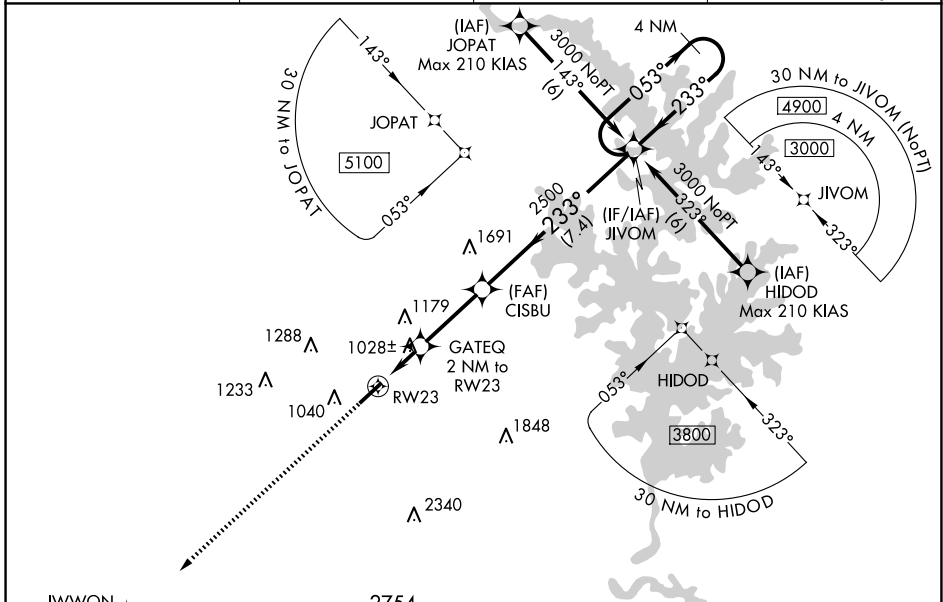 (IAF)
JOPAT
Max 210 KIAS
3000 NoPT
143°
(6)
4 NM
053°
233°
30 NM to JOPAT
143°
JOPAT
5100
053°
30 NM to JIVOM (NoPT)
4900
4 NM
3000
143°
JIVOM
323°
3000 NoPT
323°
(6)
(IF/IAF)
JIVOM
2500
233°
(7.4)
(IAF)
HIDOD
Max 210 KIAS
1691
(FAF)
CISBU
1179
1288
1028±
GATEQ
2 NM to
RW23
1233
1040
RW23
HIDOD
053°
323°
3800
30 NM to HIDOD
1848
2340
IWWON
2754